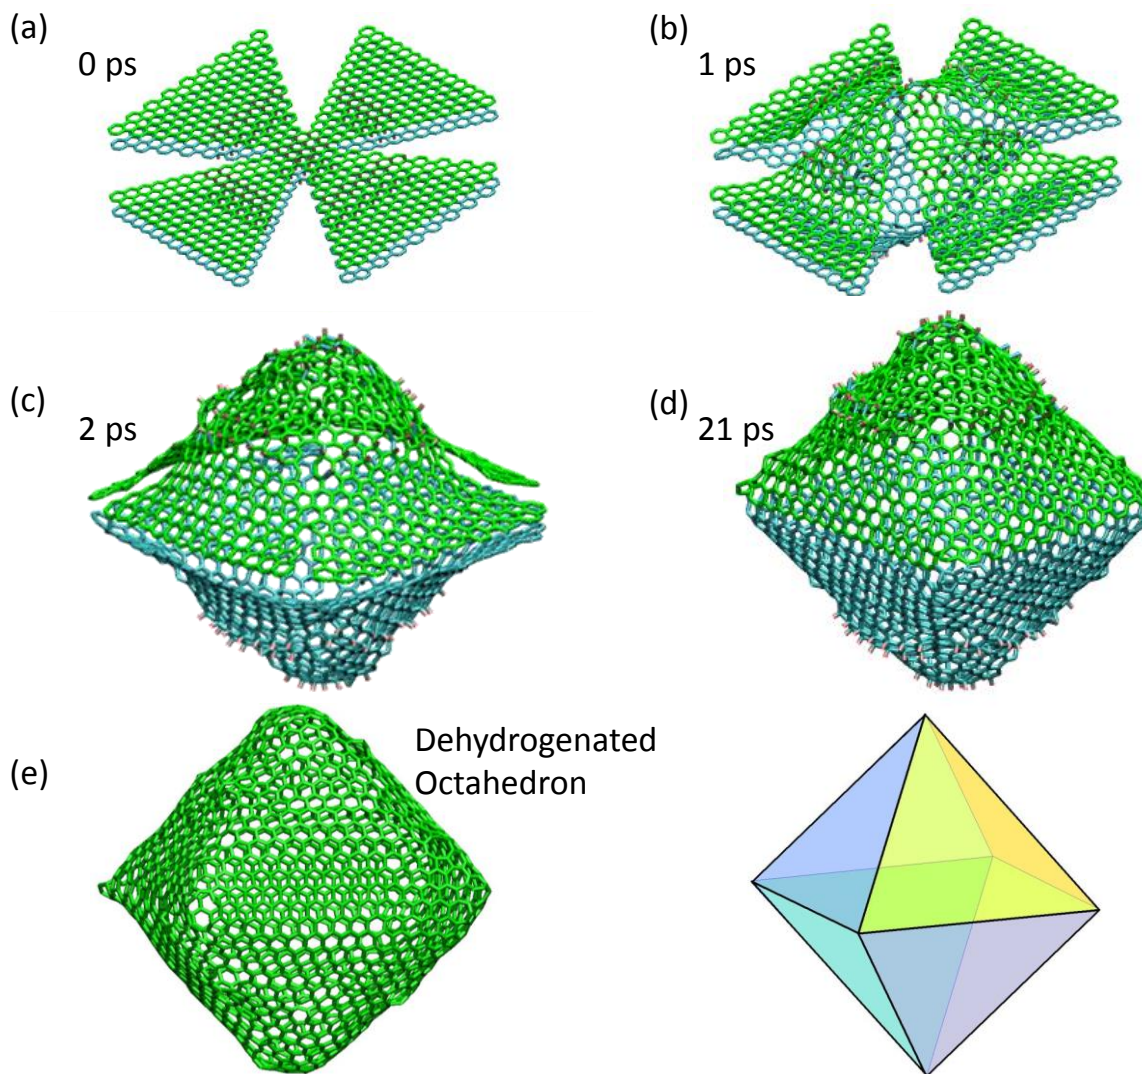 (a)
0 ps
(b)
1 ps
(c)
2 ps
(d)
21 ps
(e)
Dehydrogenated
Octahedron